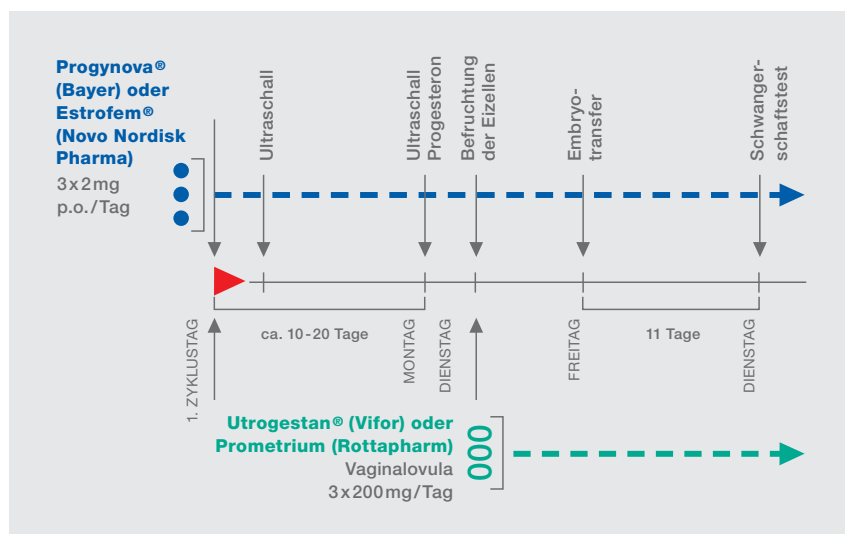 Progynova®
(Bayer) oder
Estrofem®
(Novo Nordisk
Pharma)
3x2mg
p.o./Tag
Ultraschall
Ultraschall
Progesteron
Befruchtung
der Eizellen
Embryo-
transfer
Schwanger-
schaftstest
ca. 10-20 Tage
11 Tage
1. ZYKLUSTAG
MONTAG
DIENSTAG
FREITAG
DIENSTAG
Utrogestan® (Vifor) oder
Prometrium (Rottapharm)
Vaginalovula
3x200mg/Tag